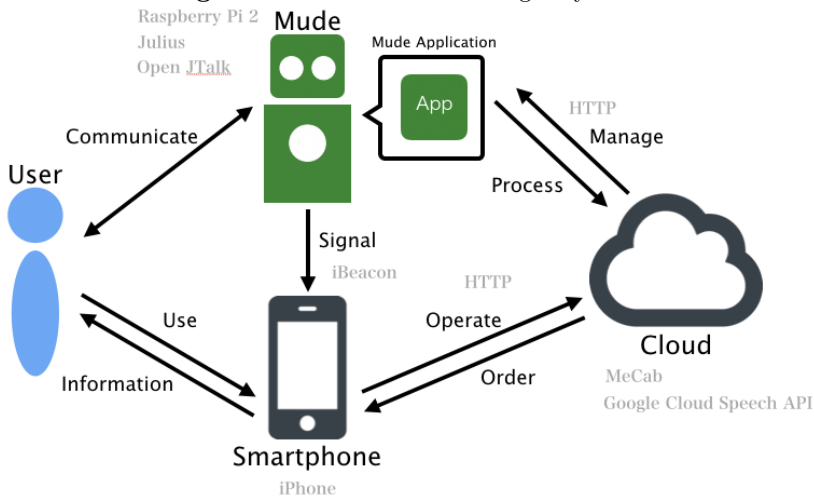 Raspberry Pi 2
Julius
Open JTalk
Mude
Mude Application
App
HTTP
Manage
Process
Communicate
User
Signal
iBeacon
HTTP
Use
Operate
Information
Order
Cloud
MeCab
Google Cloud Speech API
Smartphone
iPhone